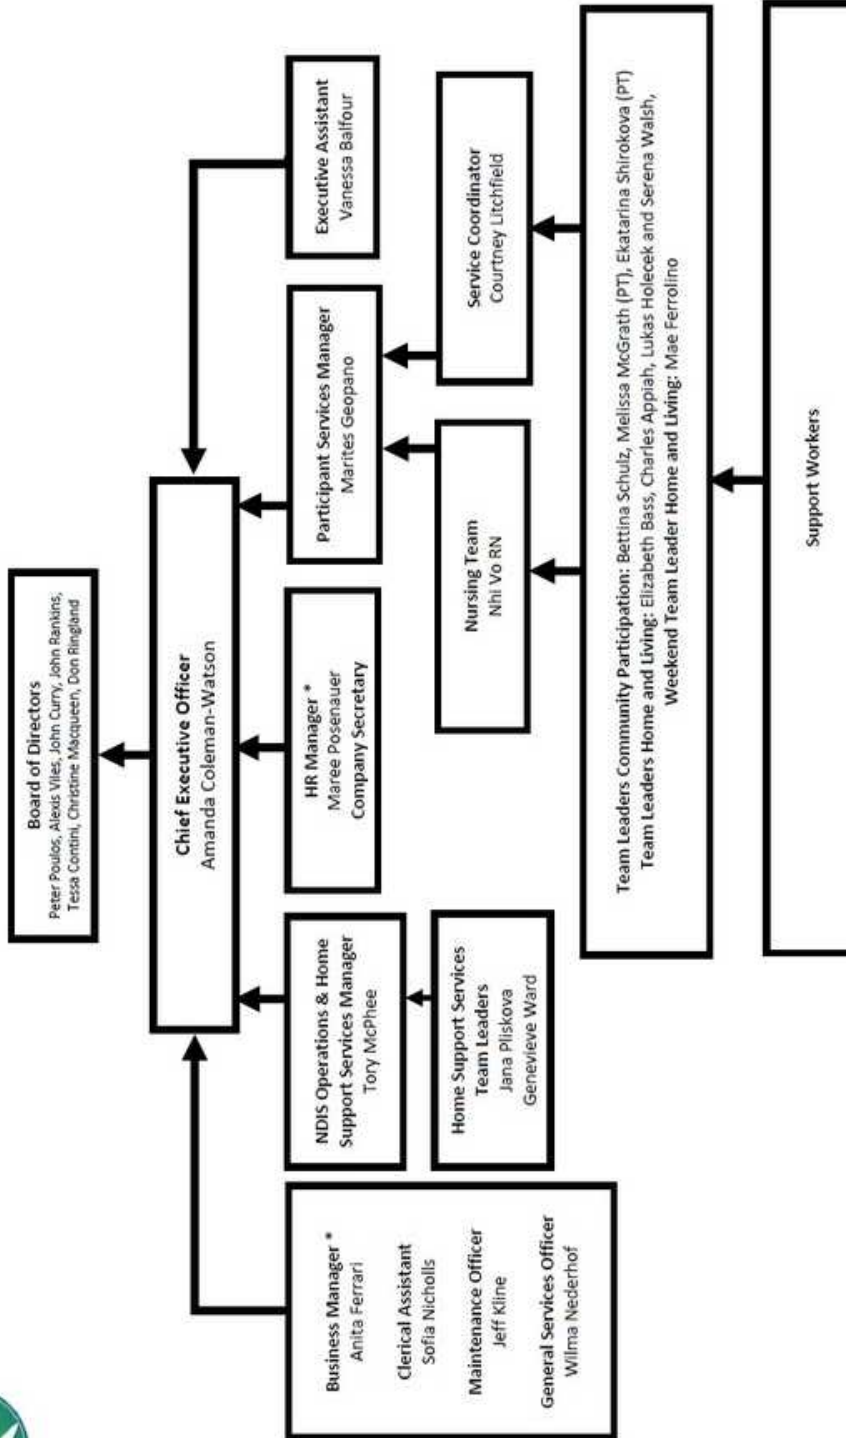 Board of Directors
Peter Poulos, Alexis Viles, John Curry, John Rankins,
Tessa Contini, Christine Macqueen, Don Ringland
Chief Executive Officer
Amanda Coleman-Watson
Business Manager *
Anita Ferrari
Clerical Assistant
Sofia Nicholls
Maintenance Officer
Jeff Kline
General Services Officer
Wilma Nederhof
NDIS Operations & Home
Support Services Manager
Tory McPhee
HR Manager *
Maree Posenauer
Company Secretary
Participant Services Manager
Marites Geopano
Executive Assistant
Vanessa Balfour
Home Support Services
Team Leaders
Jana Pliskova
Genevieve Ward
Nursing Team
Nhi Vo RN
Service Coordinator
Courtney Litchfield
Team Leaders Community Participation: Bettina Schulz, Melissa McGrath (PT), Ekatarina Shirokova (PT)
Team Leaders Home and Living: Elizabeth Bass, Charles Appiah, Lukas Holecek and Serena Walsh,
Weekend Team Leader Home and Living: Mae Ferrolino
Support Workers